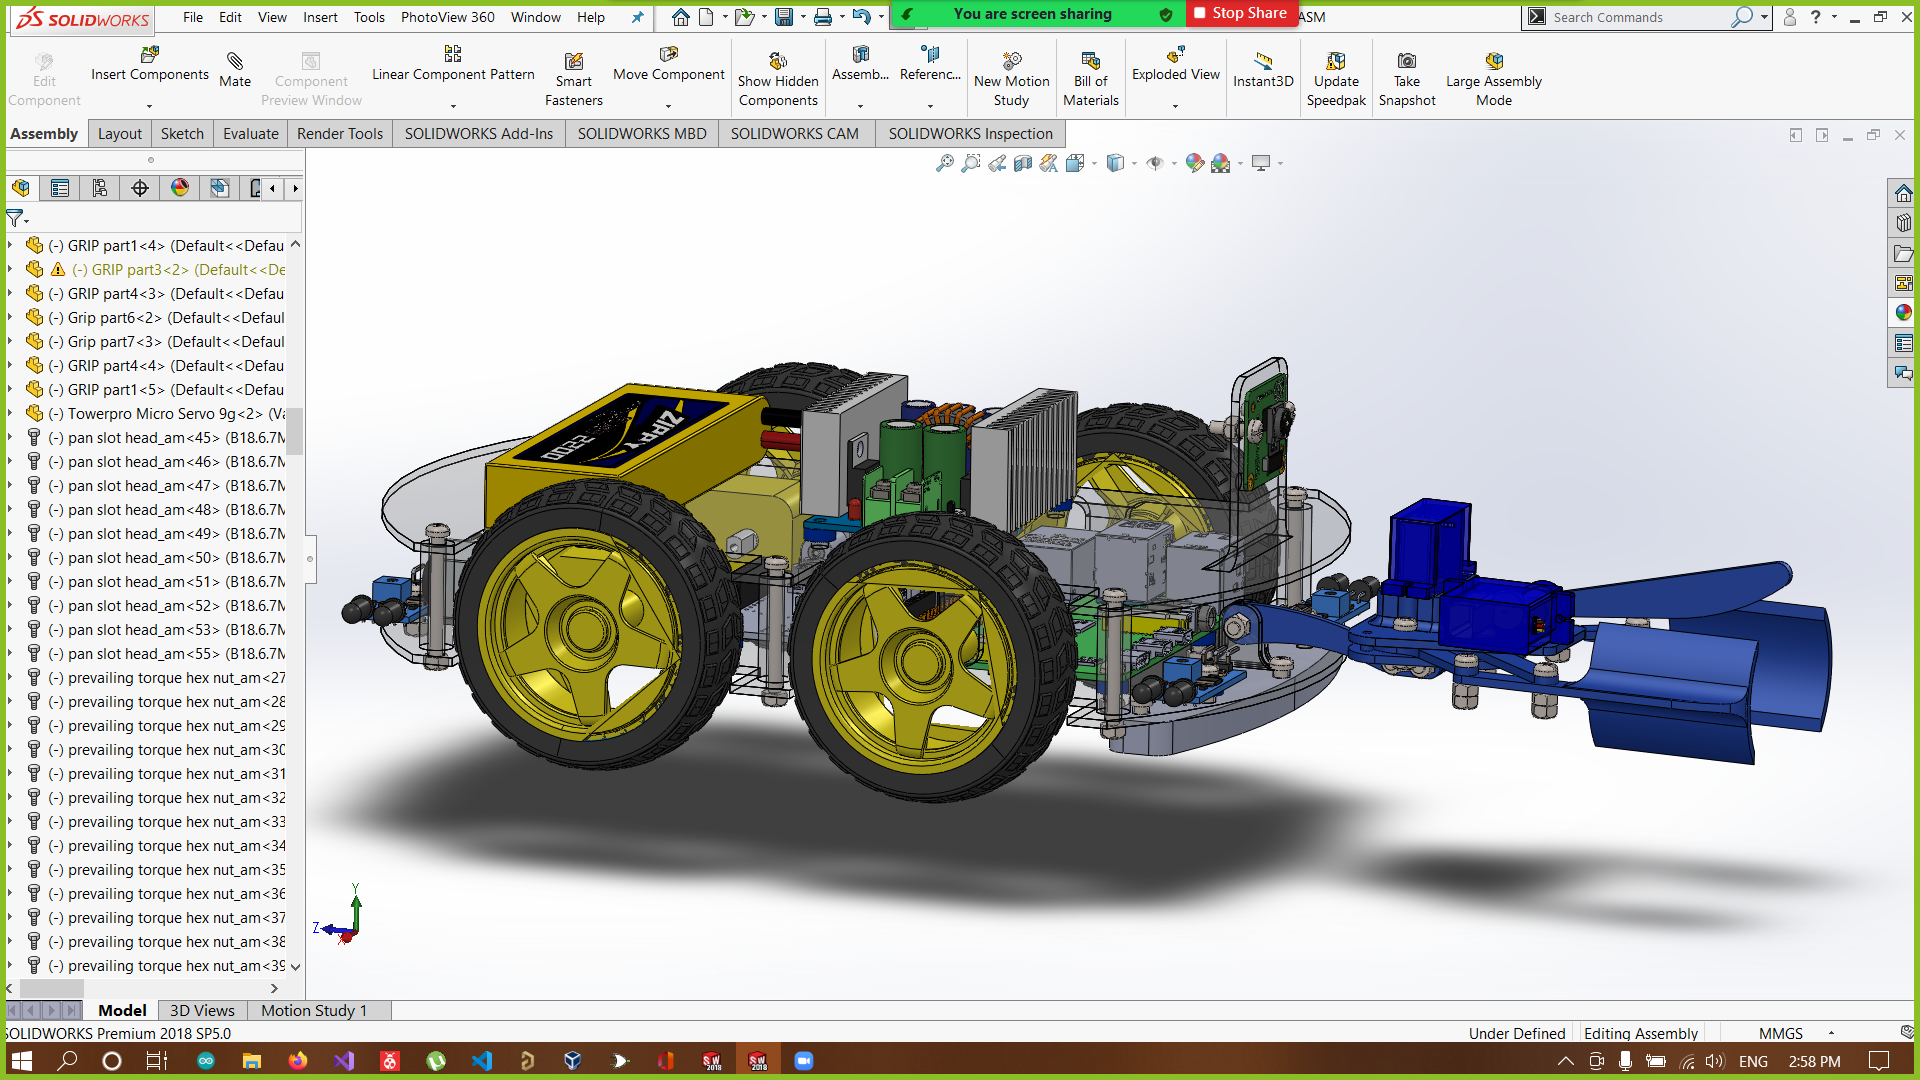 SOLIDWORKS
File Edit View Insert Tools PhotoView 360 Window Help
You are screen sharing
Stop Share
ASM
Search Commands
Edit Component
Insert Components
Mate
Component Preview Window
Linear Component Pattern
Smart Fasteners
Move Component
Show Hidden Components
Assemb...
Referenc...
New Motion Study
Bill of Materials
Exploded View
Instant3D
Update Speedpak
Take Snapshot
Large Assembly Mode
Assembly Layout Sketch Evaluate Render Tools SOLIDWORKS Add-Ins SOLIDWORKS MBD SOLIDWORKS CAM SOLIDWORKS Inspection
(-) GRIP part1<4> (Default<<Defau
(-) GRIP part3<2> (Default<<De
(-) GRIP part4<3> (Default<<Defau
(-) Grip part6<2> (Default<<Defaul
(-) Grip part7<3> (Default<<Defaul
(-) GRIP part4<4> (Default<<Defau
(-) GRIP part1<5> (Default<<Defau
(-) Towerpro Micro Servo 9g<2> (Va
(-) pan slot head_am<45> (B18.6.7M
(-) pan slot head_am<46> (B18.6.7M
(-) pan slot head_am<47> (B18.6.7M
(-) pan slot head_am<48> (B18.6.7M
(-) pan slot head_am<49> (B18.6.7M
(-) pan slot head_am<50> (B18.6.7M
(-) pan slot head_am<51> (B18.6.7M
(-) pan slot head_am<52> (B18.6.7M
(-) pan slot head_am<53> (B18.6.7M
(-) pan slot head_am<55> (B18.6.7M
(-) prevailing torque hex nut_am<27
(-) prevailing torque hex nut_am<28
(-) prevailing torque hex nut_am<29
(-) prevailing torque hex nut_am<30
(-) prevailing torque hex nut_am<31
(-) prevailing torque hex nut_am<32
(-) prevailing torque hex nut_am<33
(-) prevailing torque hex nut_am<34
(-) prevailing torque hex nut_am<35
(-) prevailing torque hex nut_am<36
(-) prevailing torque hex nut_am<37
(-) prevailing torque hex nut_am<38
(-) prevailing torque hex nut_am<39
ZIPPY
2200
Y
Z
X
Model 3D Views Motion Study 1
SOLIDWORKS Premium 2018 SP5.0
Under Defined Editing Assembly MMGS
SW 2018
SW 2018
ENG 2:58 PM